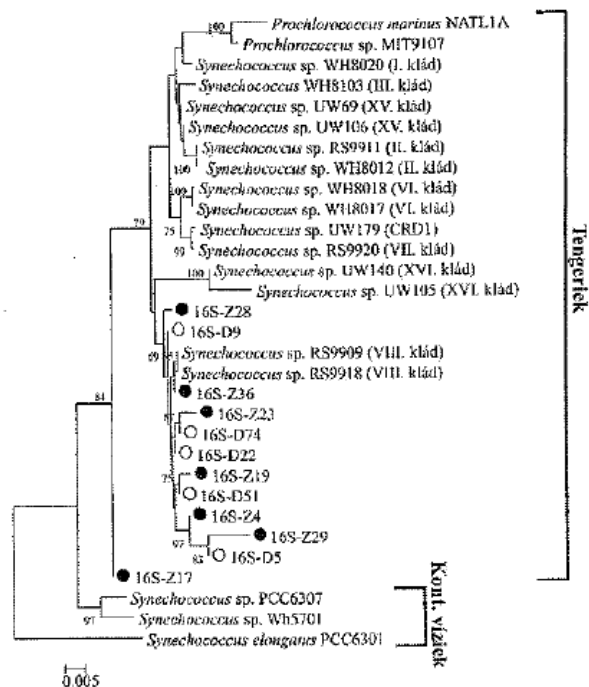 90
Prochlorococcus marinus NATL1A
Prochlorococcus sp. MIT9107
Synechococcus sp. WH8020 (I. klád)
Synechococcus WH8103 (III. klád)
Synechococcus sp. UW69 (XV. klád)
Synechococcus sp. UW106 (XV. klád)
Synechococcus sp. RS9911 (II. klád)
100
Synechococcus sp. WH8012 (II. klád)
100
Synechococcus sp. WH8018 (VI. klád)
Synechococcus sp. WH8017 (VI. klád)
79
75
Synechococcus sp. UW179 (CRD1)
99
Synechococcus sp. RS9920 (VII. klád)
100
Synechococcus sp. UW140 (XVI. klád)
Synechococcus sp. UW105 (XVI. klád)
16S-Z28
16S-D9
69
Synechococcus sp. RS9909 (VIII. klád)
Synechococcus sp. RS9918 (VIII. klád)
84
16S-Z36
16S-Z23
16S-D74
16S-D22
75
16S-Z19
16S-D51
16S-Z4
97
16S-Z29
83
16S-D5
16S-Z17
Synechococcus sp. PCC6307
97
Synechococcus sp. Wh5701
Synechococcus elongatus PCC6301
0.005
Tengeriek
Kont. víziek